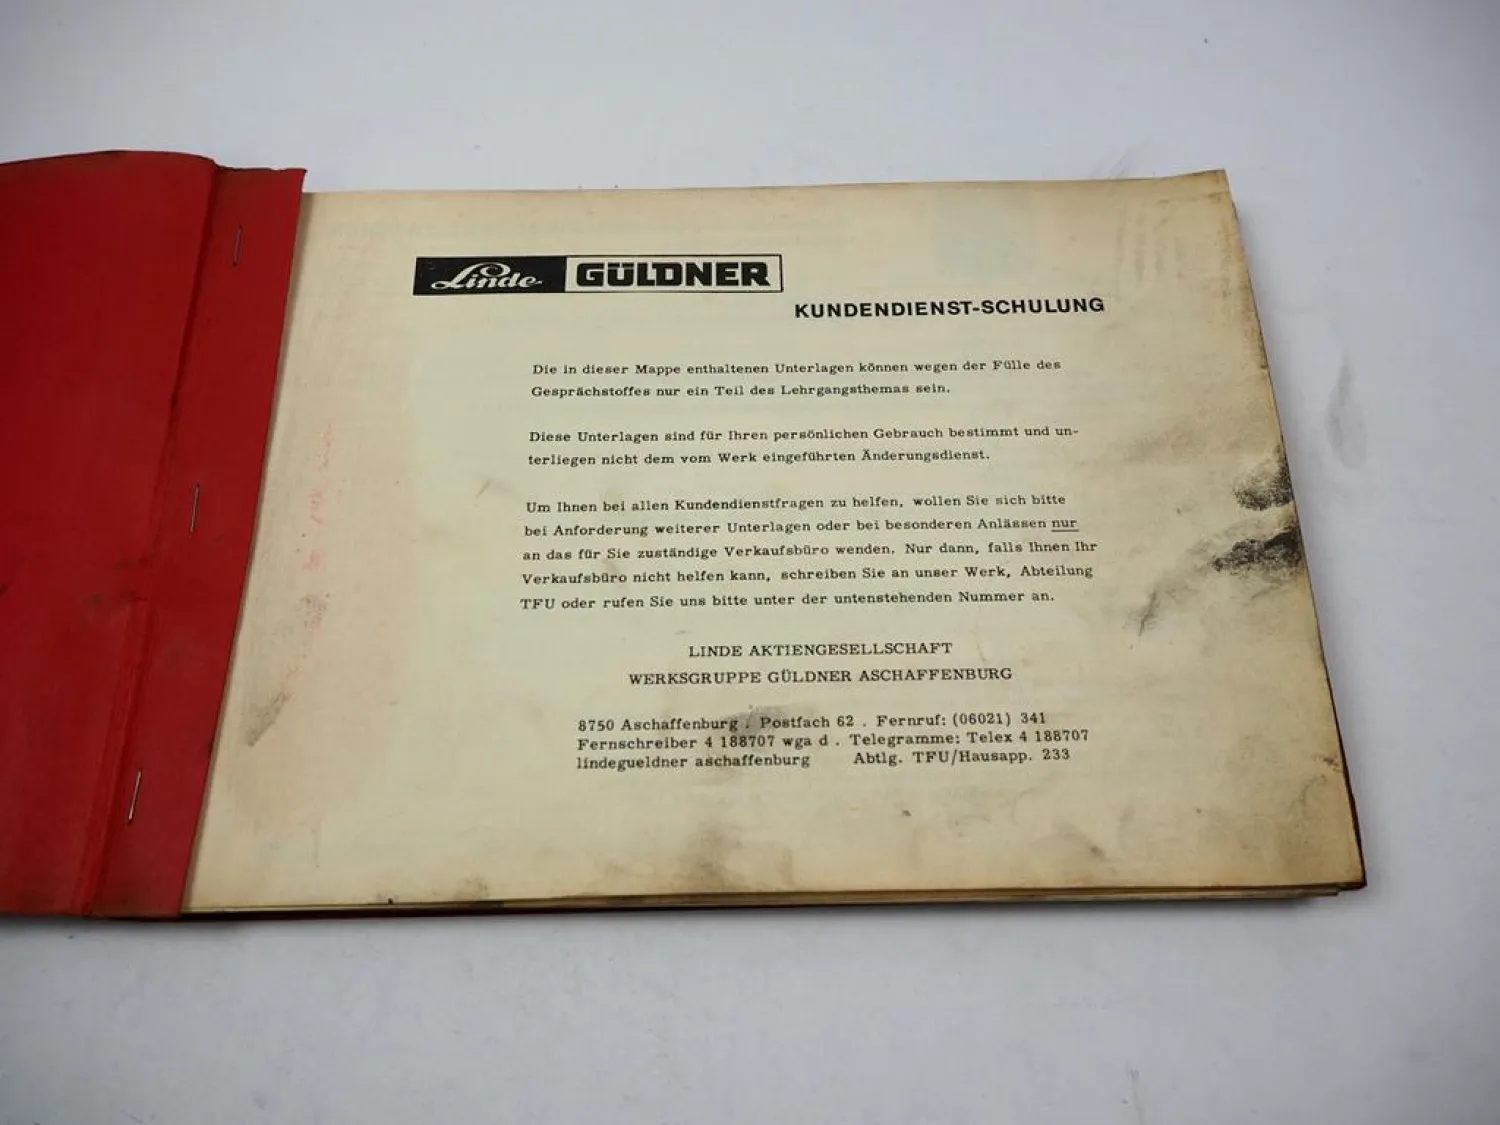 Linde GÜLDNER
KUNDENDIENST-SCHULUNG
Die in dieser Mappe enthaltenen Unterlagen können wegen der Fülle des
Gesprächstoffes nur ein Teil des Lehrgangsthemas sein.
Diese Unterlagen sind für Ihren persönlichen Gebrauch bestimmt und un-
terliegen nicht dem vom Werk eingeführten Änderungsdienst.
Um Ihnen bei allen Kundendienstfragen zu helfen, wollen Sie sich bitte
bei Anforderung weiterer Unterlagen oder bei besonderen Anlässen nur
an das für Sie zuständige Verkaufsbüro wenden. Nur dann, falls Ihnen Ihr
Verkaufsbüro nicht helfen kann, schreiben Sie an unser Werk, Abteilung
TFU oder rufen Sie uns bitte unter der untenstehenden Nummer an.
LINDE AKTIENGESELLSCHAFT
WERKSGRUPPE GÜLDNER ASCHAFFENBURG
8750 Aschaffenburg . Postfach 62 . Fernruf: (06021) 341
Fernschreiber 4 188707 wga d . Telegramme: Telex 4 188707
lindegueldner aschaffenburg Abtlg. TFU/Hausapp. 233